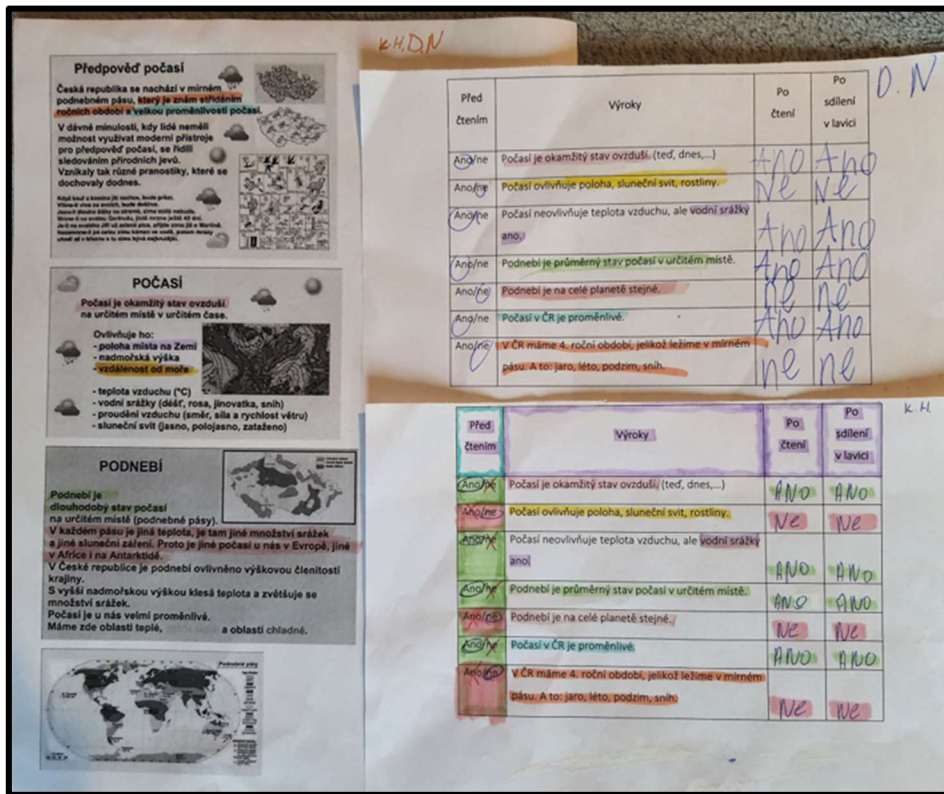 K.H. D.N
Předpověď počasí
Česká republika se nachází v mírném
podnebném pásu, který je znám střídáním
ročních období a velkou proměnlivostí počasí.
V dávné minulosti, kdy lidé neměli
možnost využívat moderní přístroje
pro předpověď počasí, se řídili
sledováním přírodních jevů.
Vznikaly tak různé pranostiky, které se
dochovaly dodnes.
POČASÍ
Počasí je okamžitý stav ovzduší
na určitém místě v určitém čase.
Ovlivňuje ho:
- poloha místa na Zemi
- nadmořská výška
- vzdálenost od moře
- teplota vzduchu (°C)
- vodní srážky (déšť, rosa, jinovatka, sníh)
- proudění vzduchu (směr, síla a rychlost větru)
- sluneční svit (jasno, polojasno, zataženo)
PODNEBÍ
Podnebí je
dlouhodobý stav počasí
na určitém místě (podnebné pásy).
V každém pásu je jiná teplota, je tam jiné množství srážek
a jiné sluneční záření. Proto je jiné počasí u nás v Evropě, jiné
v Africe i na Antarktidě.
V České republice je podnebí ovlivněno výškovou členitostí
krajiny.
S vyšší nadmořskou výškou klesá teplota a zvětšuje se
množství srážek.
Počasí je u nás velmi proměnlivé.
Máme zde oblasti teplé, a oblasti chladné.
Podnebné pásy
D.N
Před čtením Výroky Po čtení Po sdílení v lavici
Ano/ne Počasí je okamžitý stav ovzduší. (teď, dnes,...) Ano Ano
Ano/ne Počasí ovlivňuje poloha, sluneční svit, rostliny. Ne Ne
Ano/ne Počasí neovlivňuje teplota vzduchu, ale vodní srážky
ano. Ano Ano
Ano/ne Podnebí je průměrný stav počasí v určitém místě. Ano Ano
Ano/ne Podnebí je na celé planetě stejné. ne ne
Ano/ne Počasí v ČR je proměnlivé. Ano Ano
Ano/ne V ČR máme 4. roční období, jelikož ležíme v mírném
pásu. A to: jaro, léto, podzim, sníh. ne ne
K.H.
Před čtením Výroky Po čtení Po sdílení v lavici
Ano/ne Počasí je okamžitý stav ovzduší. (teď, dnes,...) ANO ANO
Ano/ne Počasí ovlivňuje poloha, sluneční svit, rostliny. Ne Ne
Ano/ne Počasí neovlivňuje teplota vzduchu, ale vodní srážky
ano. ANO ANO
Ano/ne Podnebí je průměrný stav počasí v určitém místě. ANO ANO
Ano/ne Podnebí je na celé planetě stejné. Ne Ne
Ano/ne Počasí v ČR je proměnlivé. ANO ANO
Ano/ne V ČR máme 4. roční období, jelikož ležíme v mírném
pásu. A to: jaro, léto, podzim, sníh. Ne Ne